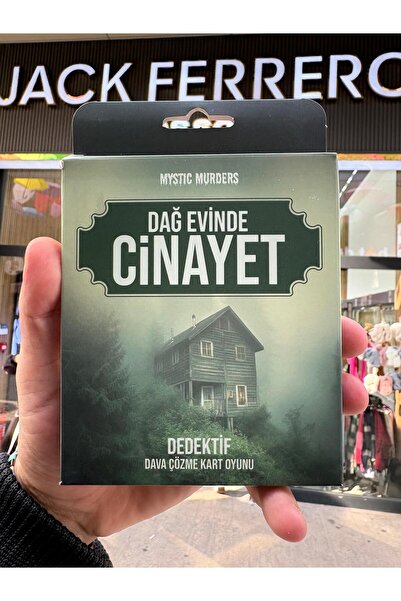 JACK FERRERO
MYSTIC MURDERS
DAĞ EVİNDE
CİNAYET
DEDEKTİF
DAVA ÇÖZME KART OYUNU